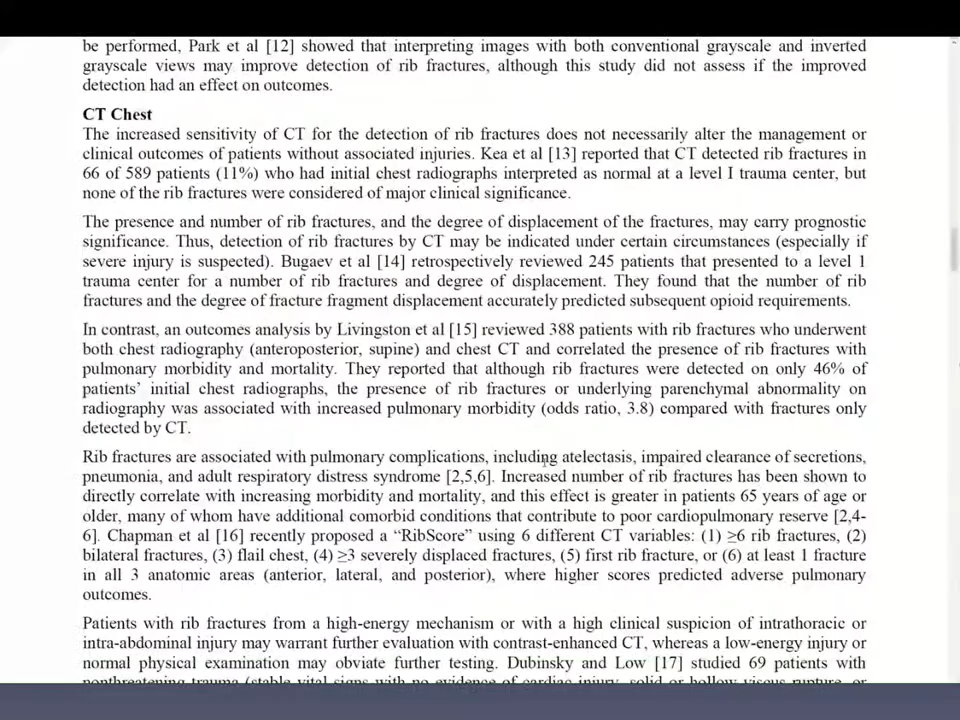 be performed, Park et al [12] showed that interpreting images with both conventional grayscale and inverted
grayscale views may improve detection of rib fractures, although this study did not assess if the improved
detection had an effect on outcomes.
CT Chest
The increased sensitivity of CT for the detection of rib fractures does not necessarily alter the management or
clinical outcomes of patients without associated injuries. Kea et al [13] reported that CT detected rib fractures in
66 of 589 patients (11%) who had initial chest radiographs interpreted as normal at a level I trauma center, but
none of the rib fractures were considered of major clinical significance.
The presence and number of rib fractures, and the degree of displacement of the fractures, may carry prognostic
significance. Thus, detection of rib fractures by CT may be indicated under certain circumstances (especially if
severe injury is suspected). Bugaev et al [14] retrospectively reviewed 245 patients that presented to a level 1
trauma center for a number of rib fractures and degree of displacement. They found that the number of rib
fractures and the degree of fracture fragment displacement accurately predicted subsequent opioid requirements.
In contrast, an outcomes analysis by Livingston et al [15] reviewed 388 patients with rib fractures who underwent
both chest radiography (anteroposterior, supine) and chest CT and correlated the presence of rib fractures with
pulmonary morbidity and mortality. They reported that although rib fractures were detected on only 46% of
patients’ initial chest radiographs, the presence of rib fractures or underlying parenchymal abnormality on
radiography was associated with increased pulmonary morbidity (odds ratio, 3.8) compared with fractures only
detected by CT.
Rib fractures are associated with pulmonary complications, including atelectasis, impaired clearance of secretions,
pneumonia, and adult respiratory distress syndrome [2,5,6]. Increased number of rib fractures has been shown to
directly correlate with increasing morbidity and mortality, and this effect is greater in patients 65 years of age or
older, many of whom have additional comorbid conditions that contribute to poor cardiopulmonary reserve [2,4-
6]. Chapman et al [16] recently proposed a “RibScore” using 6 different CT variables: (1) ≥6 rib fractures, (2)
bilateral fractures, (3) flail chest, (4) ≥3 severely displaced fractures, (5) first rib fracture, or (6) at least 1 fracture
in all 3 anatomic areas (anterior, lateral, and posterior), where higher scores predicted adverse pulmonary
outcomes.
Patients with rib fractures from a high-energy mechanism or with a high clinical suspicion of intrathoracic or
intra-abdominal injury may warrant further evaluation with contrast-enhanced CT, whereas a low-energy injury or
normal physical examination may obviate further testing. Dubinsky and Low [17] studied 69 patients with
nonthreatening trauma (stable vital signs with no evidence of cardiac injury, solid or hollow viscus rupture, or